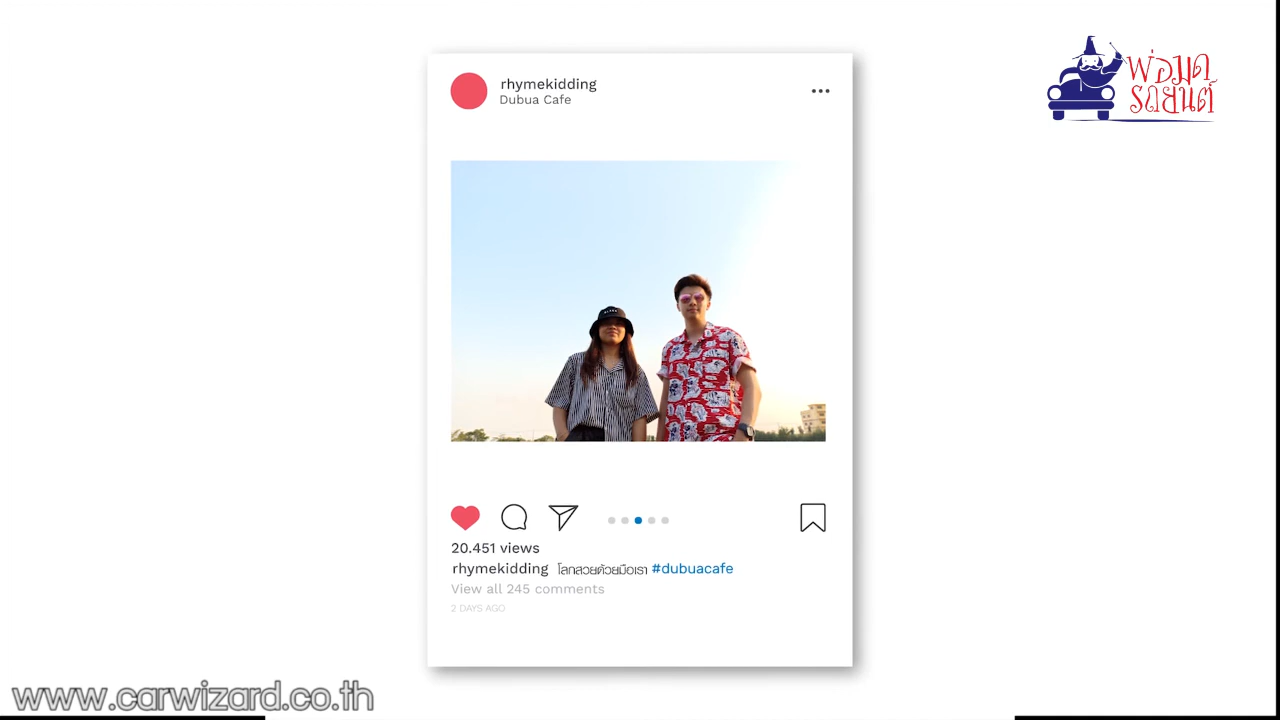 rhymekidding
Dubua Cafe
พ่อมด
รถยนต์
20.451 views
rhymekidding โลกสวยด้วยมือเรา #dubuacafe
View all 245 comments
2 DAYS AGO
www.carwizard.co.th